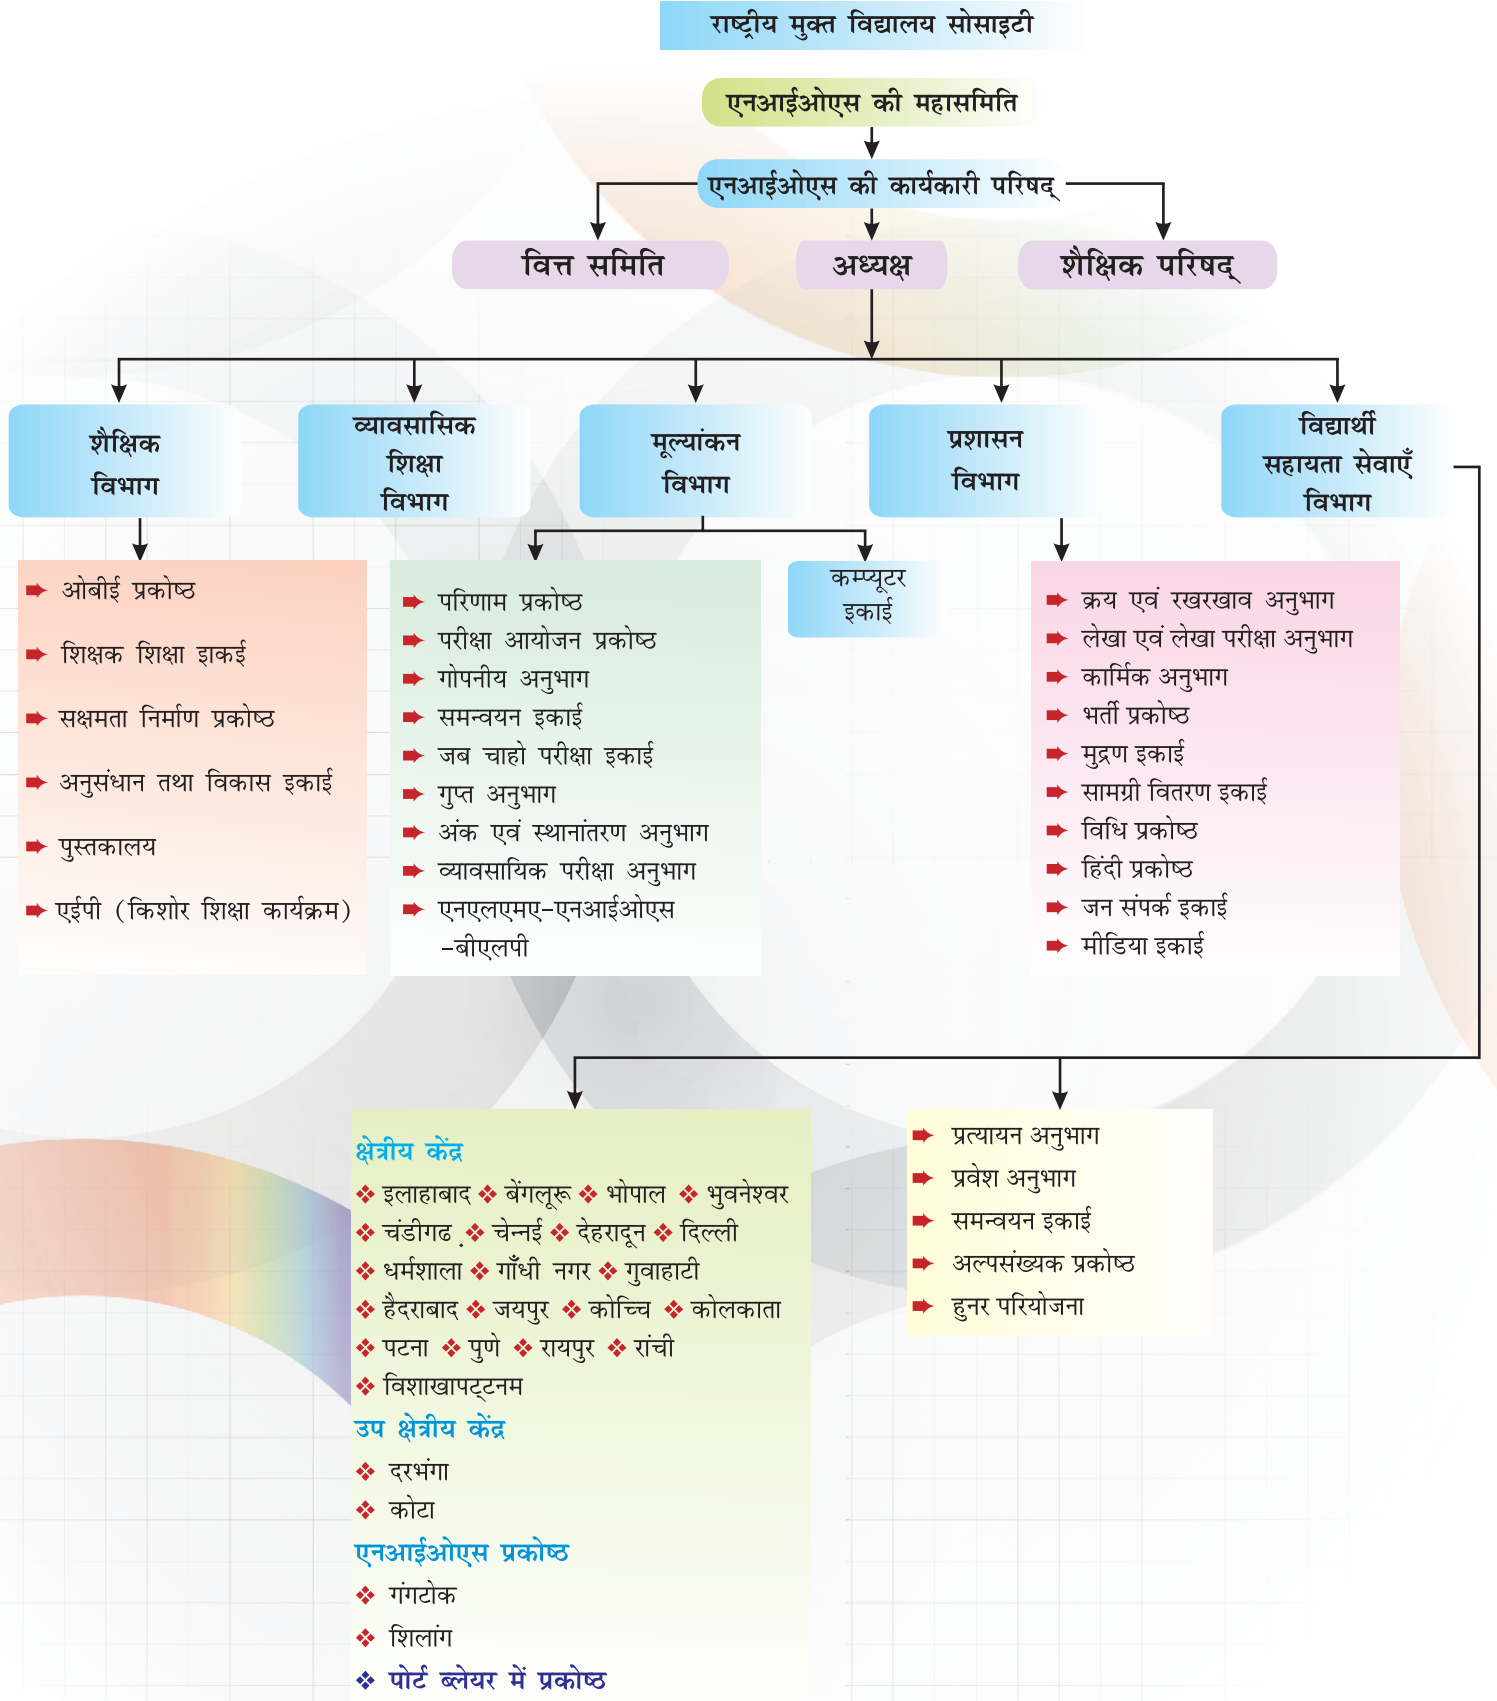 राष्ट्रीय मुक्त विद्यालय सोसाइटी
एनआईओएस की महासमिति
एनआईओएस की कार्यकारी परिषद्
वित्त समिति
अध्यक्ष
शैक्षिक परिषद्
शैक्षिक
विभाग
व्यावसासिक
शिक्षा
विभाग
मूल्यांकन
विभाग
प्रशासन
विभाग
विद्यार्थी
सहायता सेवाएँ
विभाग
ओबीई प्रकोष्ठ
शिक्षक शिक्षा इाकई
सक्षमता निर्माण प्रकोष्ठ
अनुसंधान तथा विकास इकाई
पुस्तकालय
एईपी (किशोर शिक्षा कार्यक्रम)
परिणाम प्रकोष्ठ
परीक्षा आयोजन प्रकोष्ठ
गोपनीय अनुभाग
समन्वयन इकाई
जब चाहो परीक्षा इकाई
गुप्त अनुभाग
अंक एवं स्थानांतरण अनुभाग
व्यावसायिक परीक्षा अनुभाग
एनएलएमए-एनआईओएस
-बीएलपी
कम्प्यूटर
इकाई
क्रय एवं रखरखाव अनुभाग
लेखा एवं लेखा परीक्षा अनुभाग
कार्मिक अनुभाग
भर्ती प्रकोष्ठ
मुद्रण इकाई
सामग्री वितरण इकाई
विधि प्रकोष्ठ
हिंदी प्रकोष्ठ
जन संपर्क इकाई
मीडिया इकाई
क्षेत्रीय केंद्र
❖ इलाहाबाद ❖ बेंगलूरू ❖ भोपाल ❖ भुवनेश्वर
❖ चंडीगढ़ ❖ चेन्नई ❖ देहरादून ❖ दिल्ली
❖ धर्मशाला ❖ गाँधी नगर ❖ गुवाहाटी
❖ हैदराबाद ❖ जयपुर ❖ कोच्चि ❖ कोलकाता
❖ पटना ❖ पुणे ❖ रायपुर ❖ रांची
❖ विशाखापट्टनम
उप क्षेत्रीय केंद्र
❖ दरभंगा
❖ कोटा
एनआईओएस प्रकोष्ठ
❖ गंगटोक
❖ शिलांग
❖ पोर्ट ब्लेयर में प्रकोष्ठ
प्रत्यायन अनुभाग
प्रवेश अनुभाग
समन्वयन इकाई
अल्पसंख्यक प्रकोष्ठ
हुनर परियोजना